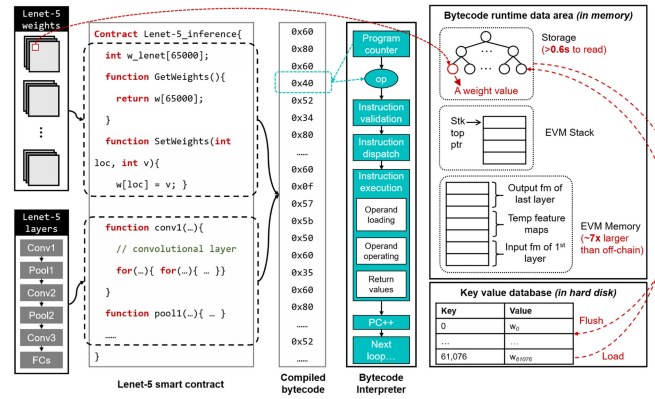 Lenet-5
weights
Lenet-5
layers
Conv1
Pool1
Conv2
Pool2
Conv3
FCs
Contract Lenet-5_inference{
int w_lenet[65000];
function GetWeights(){
return w[65000];
}
function SetWeights(int
loc, int v){
w[loc] = v; }
function conv1(…){
// convolutional layer
for(…){ for(…){ … }}
}
function pool1(…){ … }
……
}
Lenet-5 smart contract
0x60
0x80
0x60
0x40
0x52
0x34
0x80
……
0x60
0x0f
0x57
0x5b
0x50
0x60
0x35
0x60
0x80
……
0x52
……
Compiled
bytecode
Program
counter
op
Instruction
validation
Instruction
dispatch
Instruction
execution
Operand
loading
Operand
operating
Return
values
PC++
Next
loop…
Bytecode
Interpreter
Bytecode runtime data area (in memory)
Storage
(>0.6s to read)
A weight value
Stk
top
ptr
EVM Stack
Output fm of
last layer
Temp feature
maps
Input fm of 1st
layer
EVM Memory
(~7x larger
than off-chain)
Key value database (in hard disk)
Key Value
0 w0
… …
61,076 w61076
Flush
Load